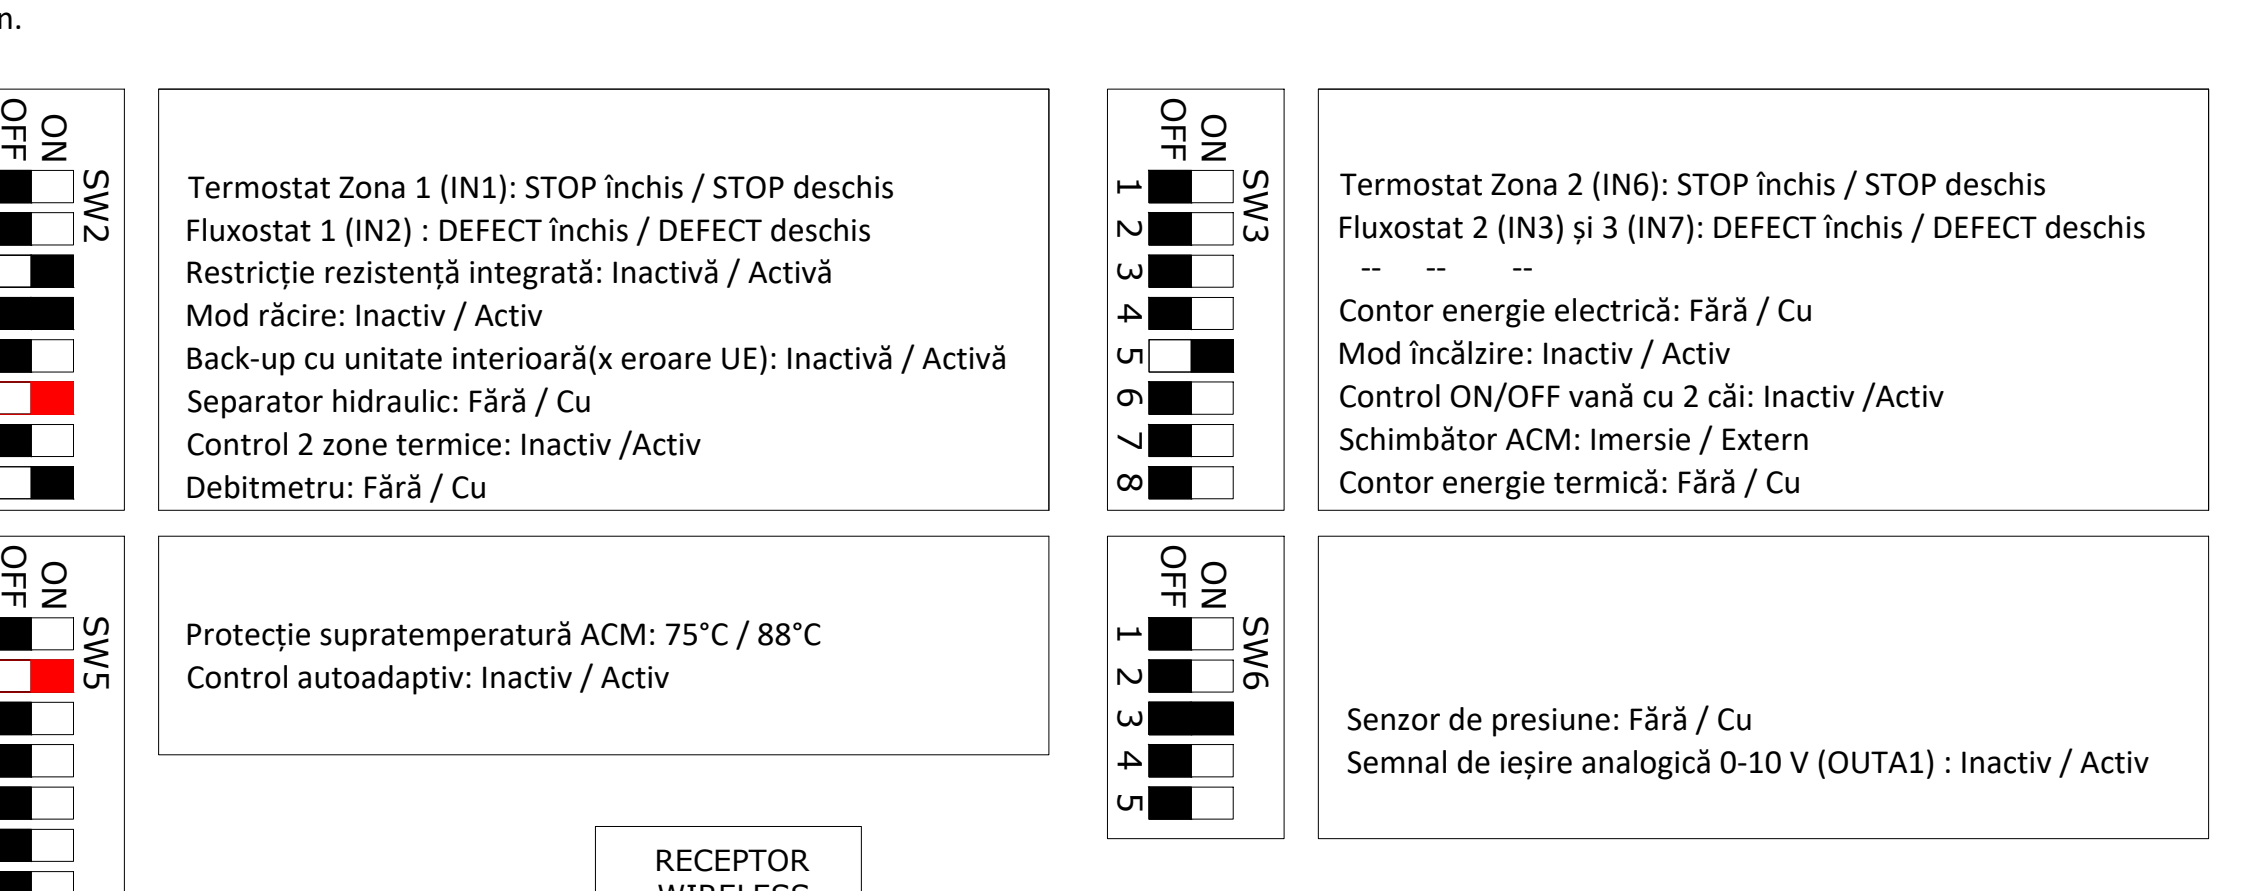 n.
OFF
ON
SW2
Termostat Zona 1 (IN1): STOP închis / STOP deschis
Fluxostat 1 (IN2) : DEFECT închis / DEFECT deschis
Restricție rezistență integrată: Inactivă / Activă
Mod răcire: Inactiv / Activ
Back-up cu unitate interioară(x eroare UE): Inactivă / Activă
Separator hidraulic: Fără / Cu
Control 2 zone termice: Inactiv /Activ
Debitmetru: Fără / Cu
OFF
ON
SW3
1
2
3
4
5
6
7
8
Termostat Zona 2 (IN6): STOP închis / STOP deschis
Fluxostat 2 (IN3) și 3 (IN7): DEFECT închis / DEFECT deschis
-- -- --
Contor energie electrică: Fără / Cu
Mod încălzire: Inactiv / Activ
Control ON/OFF vană cu 2 căi: Inactiv /Activ
Schimbător ACM: Imersie / Extern
Contor energie termică: Fără / Cu
OFF
ON
SW5
Protecție supratemperatură ACM: 75°C / 88°C
Control autoadaptiv: Inactiv / Activ
OFF
ON
SW6
1
2
3
4
5
Senzor de presiune: Fără / Cu
Semnal de ieșire analogică 0-10 V (OUTA1) : Inactiv / Activ
RECEPTOR
WIRELESS